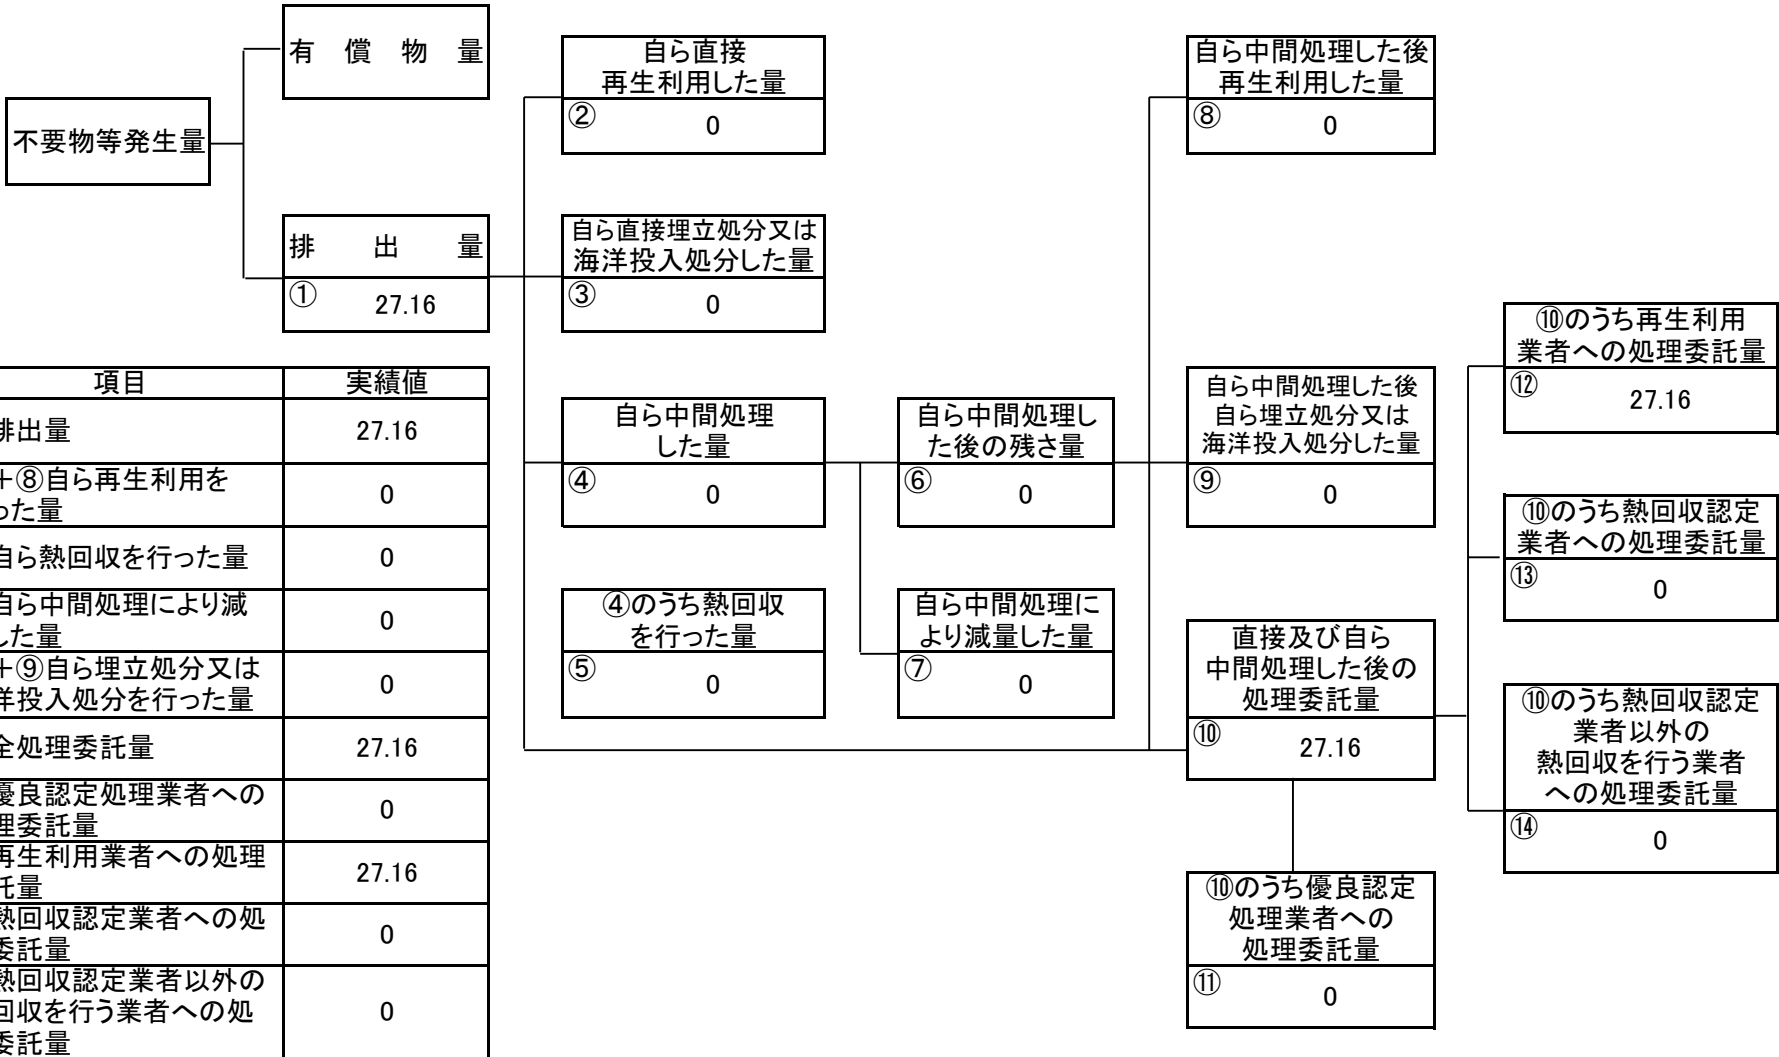 有償物量
不要物等発生量
排出量
① 27.16
自ら直接
再生利用した量
② 0
自ら直接埋立処分又は
海洋投入処分した量
③ 0
自ら中間処理
した量
④ 0
④のうち熱回収
を行った量
⑤ 0
自ら中間処理し
た後の残さ量
⑥ 0
自ら中間処理に
より減量した量
⑦ 0
自ら中間処理した後
再生利用した量
⑧ 0
自ら中間処理した後
自ら埋立処分又は
海洋投入処分した量
⑨ 0
直接及び自ら
中間処理した後の
処理委託量
⑩ 27.16
⑩のうち優良認定
処理業者への
処理委託量
⑪ 0
⑩のうち再生利用
業者への処理委託量
⑫ 27.16
⑩のうち熱回収認定
業者への処理委託量
⑬ 0
⑩のうち熱回収認定
業者以外の
熱回収を行う業者
への処理委託量
⑭ 0
項目 実績値
排出量 27.16
+⑧自ら再生利用を
った量 0
自ら熱回収を行った量 0
自ら中間処理により減
した量 0
+⑨自ら埋立処分又は
洋投入処分を行った量 0
全処理委託量 27.16
優良認定処理業者への
理委託量 0
再生利用業者への処理
託量 27.16
熱回収認定業者への処
委託量 0
熱回収認定業者以外の
回収を行う業者への処
委託量 0